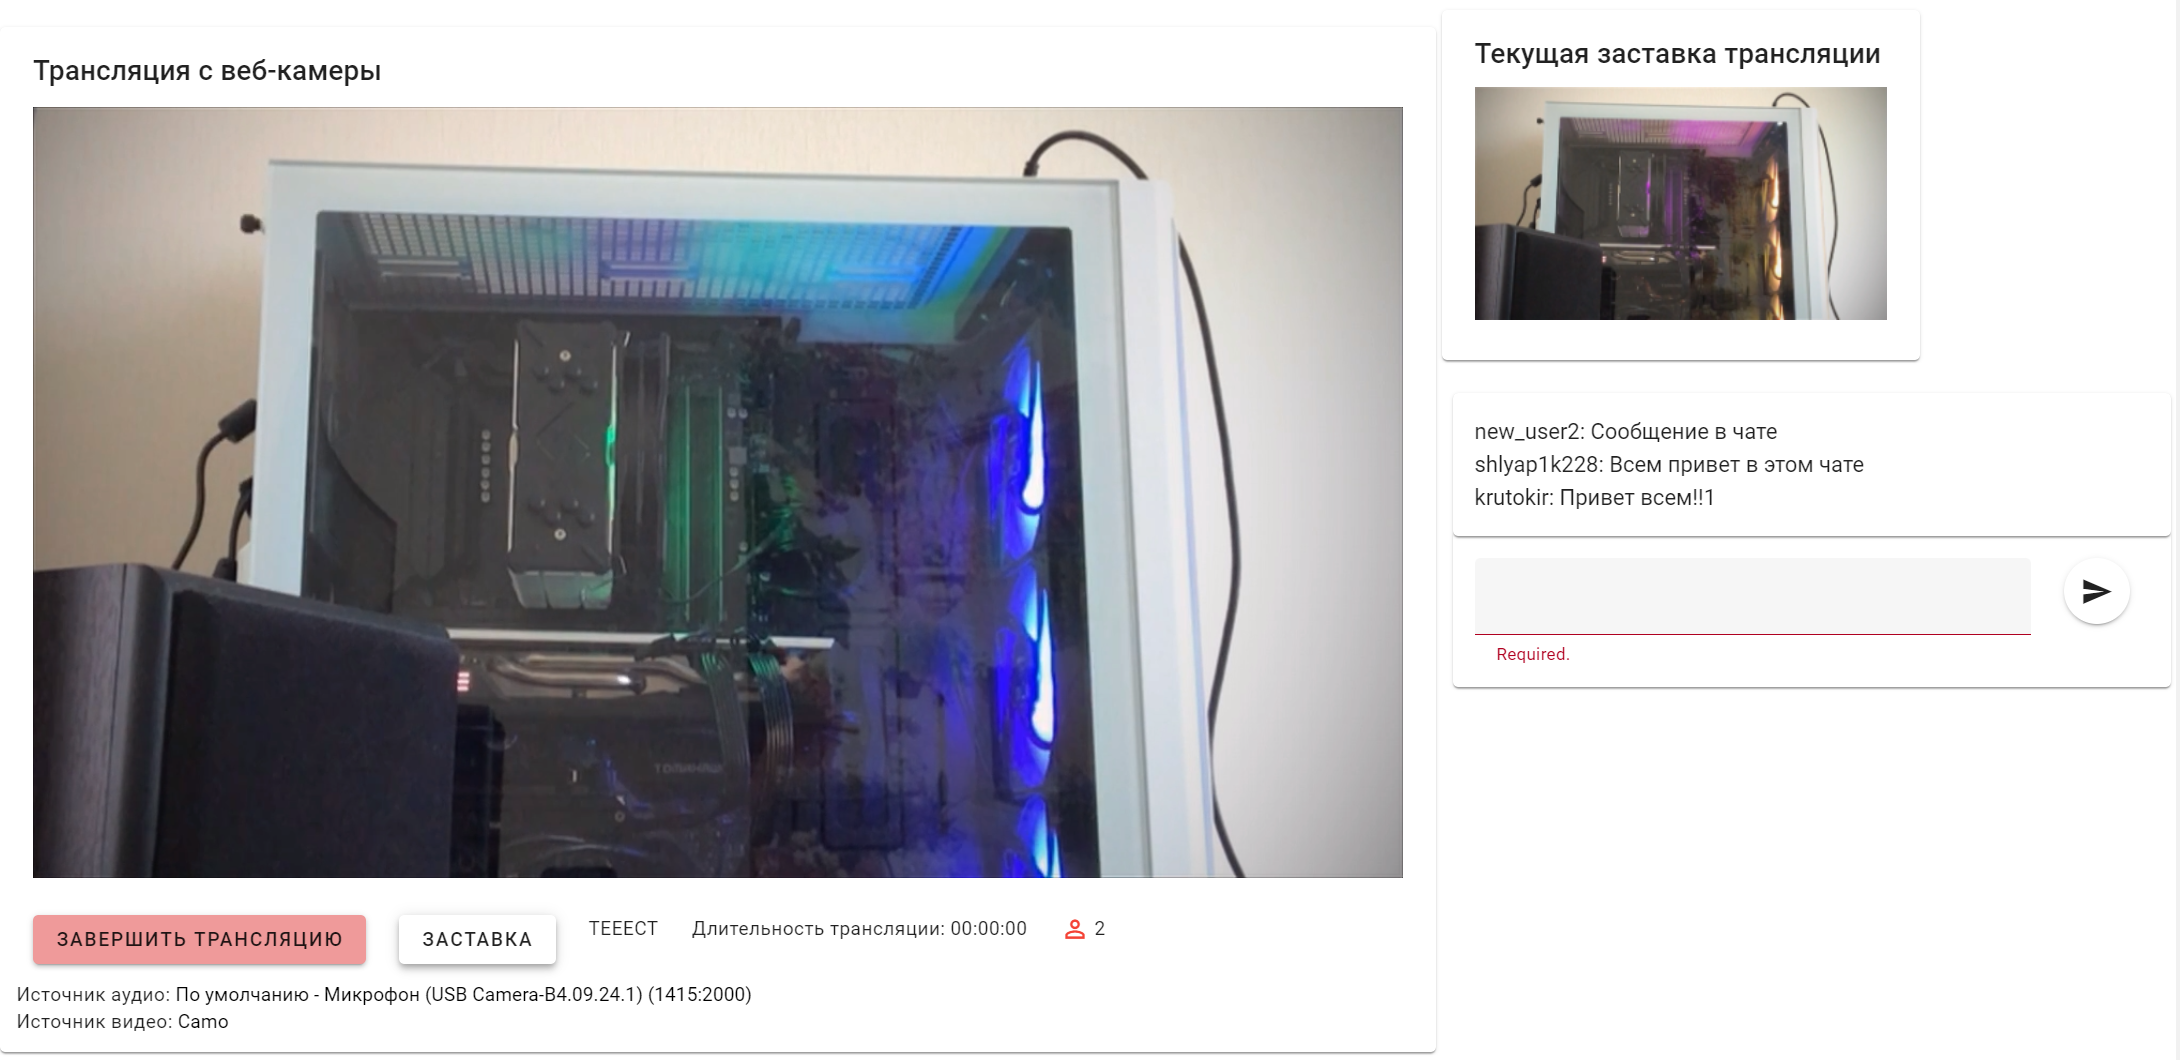 Трансляция с веб-камеры
ЗАВЕРШИТЬ ТРАНСЛЯЦИЮ
ЗАСТАВКА
TEEECT
Длительность трансляции: 00:00:00
2
Источник аудио: По умолчанию - Микрофон (USB Camera-B4.09.24.1) (1415:2000)
Источник видео: Camo
Текущая заставка трансляции
new_user2: Сообщение в чате
shlyap1k228: Всем привет в этом чате
krutokir: Привет всем!!1
Required.